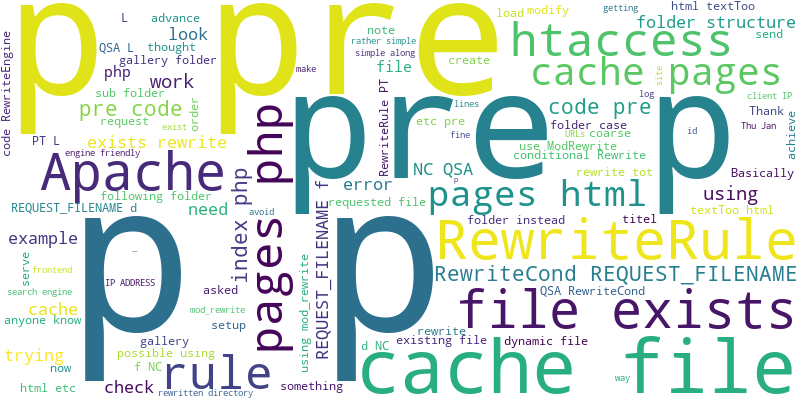 p pre
L advance
QSA L thought look
gallery folder
php work
sub folder
pre code
request order
exist
code RewriteEngine
PT L exists rewrite
engine friendly
Apache
following folder
REQUEST_FILENAME d need
avoid
example
index php
pages php
REQUEST_FILENAME f
RewriteRule PT
note
rather simple
simple along
file
create
make
load modify
html textToo
folder structure
getting send
htaccess
cache pages
site
log
client IP
lines
etc pre code pre
fine folder case URLs coarse
Thank Thu Jan id
achieve
use ModRewrite
conditional Rewrite
NC QSA
rewrite tot Basically
error
requested file
p
pages html using
textToo html
folder instead titel
RewriteRule
RewriteCond REQUEST_FILENAME
QSA RewriteCond
file exists
rewrite
existing file dynamic file
d NC
cache file
way
p p
serve
frontend
_
IP ADDRESS
asked
search engine
cache
mod_rewrite
anyone know
setup
using mod_rewrite
trying
gallery
possible using
now
f NC
rule
html etc check
something
rewritten directory